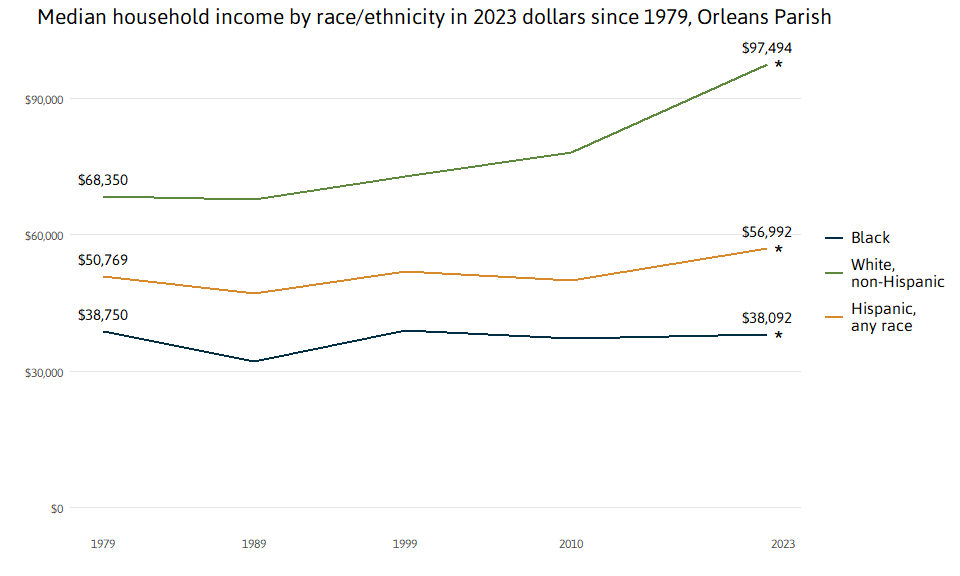 Median household income by race/ethnicity in 2023 dollars since 1979, Orleans Parish
$97,494
*
$90,000
$68,350
$60,000
$56,992
*
$50,769
$38,750
$38,092
*
$30,000
$0
1979 1989 1999 2010 2023
Black
White,
non-Hispanic
Hispanic,
any race